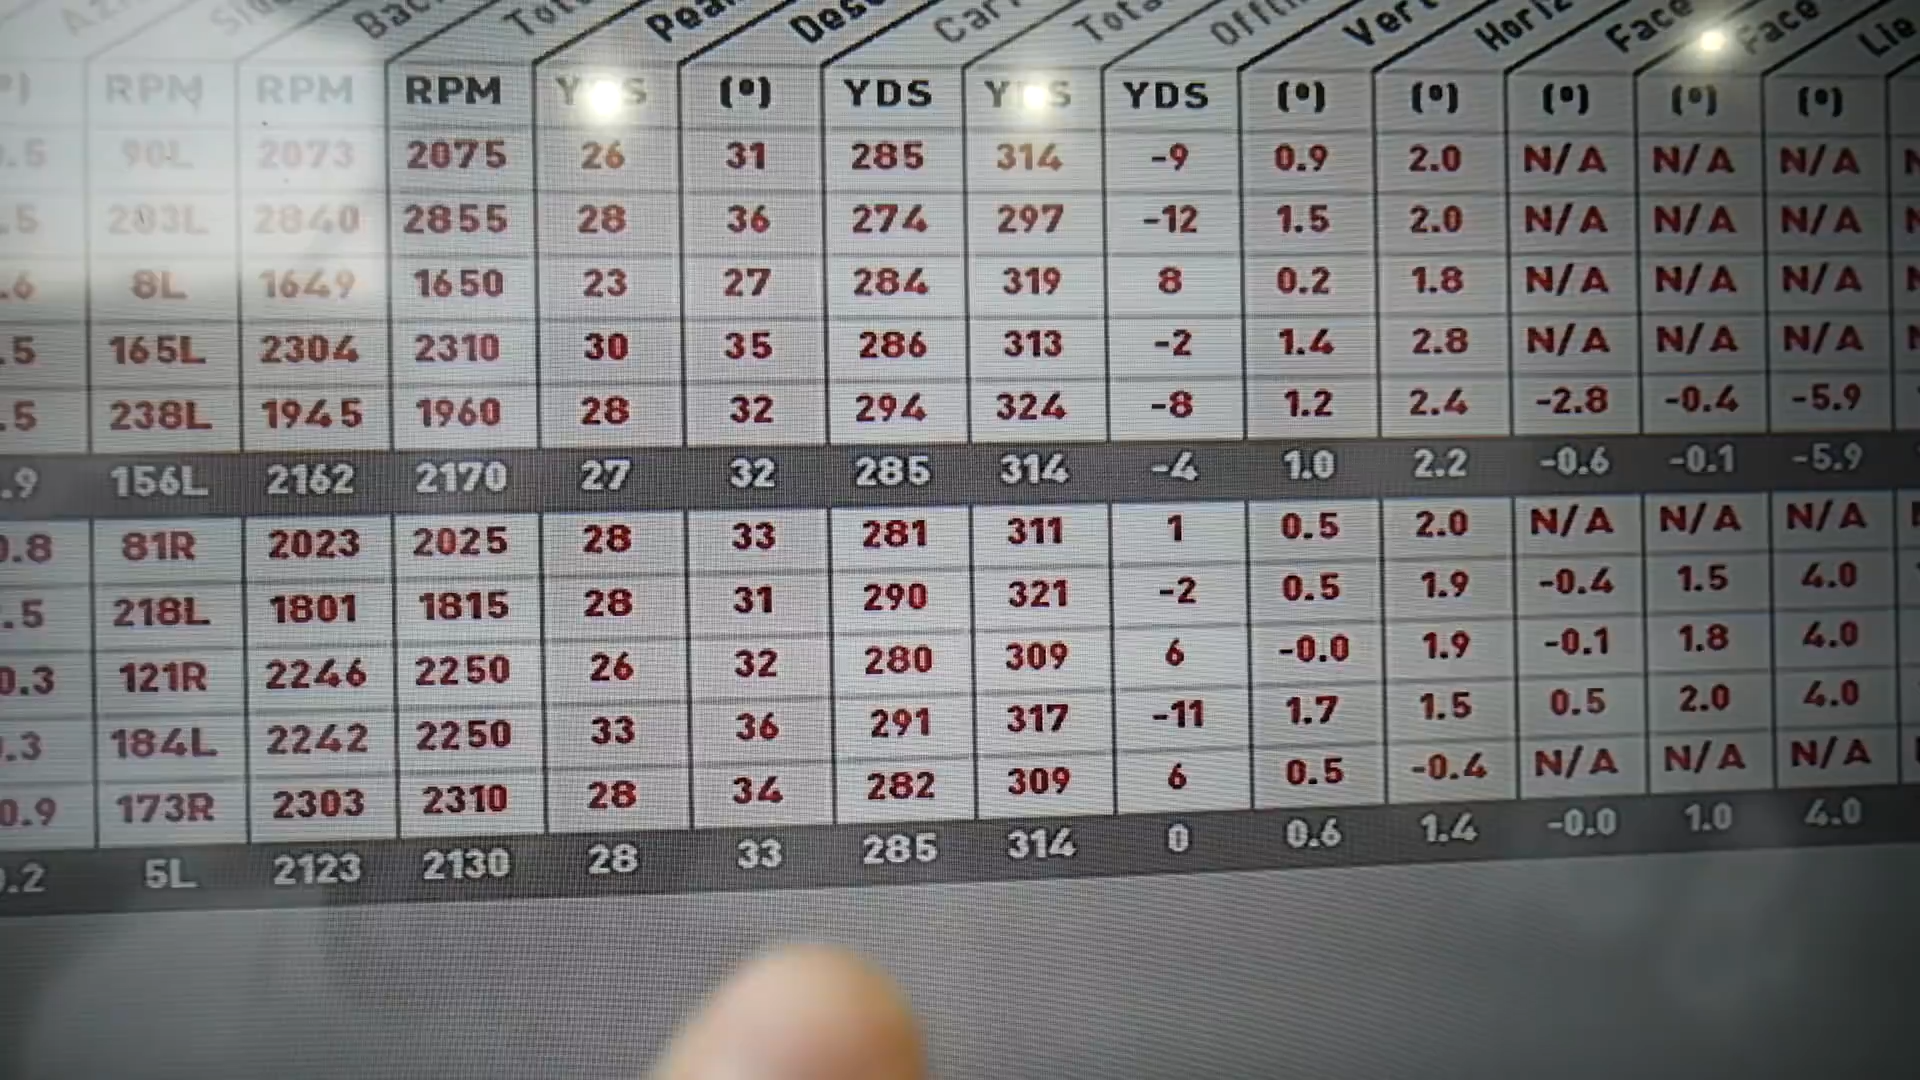 RPM RPM RPM YDS (°) YDS YDS YDS (°) (°) (°) (°) (°)
.5 90L 2073 2075 26 31 285 314 -9 0.9 2.0 N/A N/A N/A
.5 203L 2840 2855 28 36 274 297 -12 1.5 2.0 N/A N/A N/A
.6 8L 1649 1650 23 27 284 319 8 0.2 1.8 N/A N/A N/A
.5 165L 2304 2310 30 35 286 313 -2 1.4 2.8 N/A N/A N/A
.5 238L 1945 1960 28 32 294 324 -8 1.2 2.4 -2.8 -0.4 -5.9
.9 156L 2162 2170 27 32 285 314 -4 1.0 2.2 -0.6 -0.1 -5.9
0.8 81R 2023 2025 28 33 281 311 1 0.5 2.0 N/A N/A N/A
.5 218L 1801 1815 28 31 290 321 -2 0.5 1.9 -0.4 1.5 4.0
0.3 121R 2246 2250 26 32 280 309 6 -0.0 1.9 -0.1 1.8 4.0
.3 184L 2242 2250 33 36 291 317 -11 1.7 1.5 0.5 2.0 4.0
0.9 173R 2303 2310 28 34 282 309 6 0.5 -0.4 N/A N/A N/A
.2 5L 2123 2130 28 33 285 314 0 0.6 1.4 -0.0 1.0 4.0